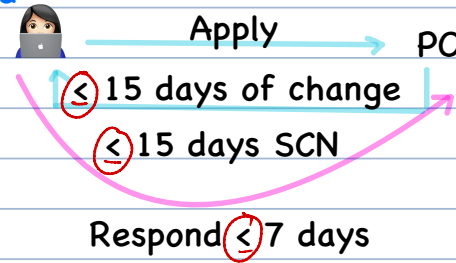 Apply PO
≤ 15 days of change
≤ 15 days SCN
Respond ≤ 7 days